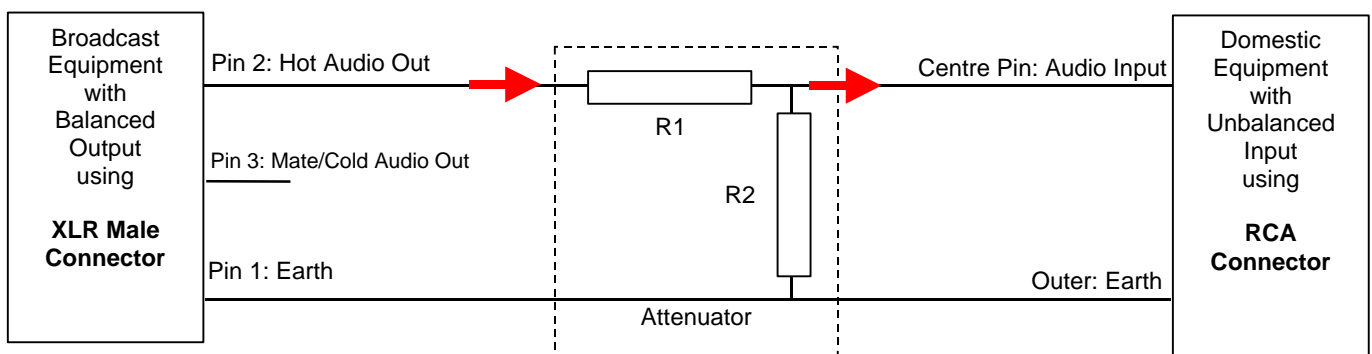 Broadcast
Equipment
with
Balanced
Output
using
XLR Male
Connector
Pin 2: Hot Audio Out
Pin 3: Mate/Cold Audio Out
Pin 1: Earth
R1
R2
Attenuator
Centre Pin: Audio Input
Outer: Earth
Domestic
Equipment
with
Unbalanced
Input
using
RCA
Connector